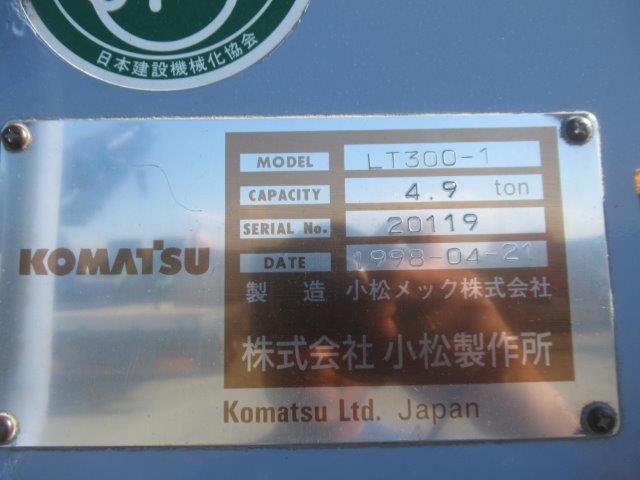 日本建設機械化協会
MODEL LT300-1
CAPACITY 4.9 ton
SERIAL No. 20119
DATE 1998-04-21
KOMATSU
製造 小松メック株式会社
株式会社 小松製作所
Komatsu Ltd. Japan